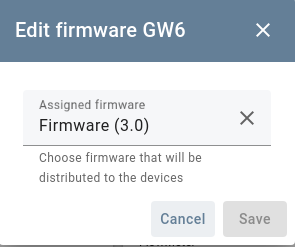 Edit firmware GW6
Assigned firmware
Firmware (3.0)
Choose firmware that will be
distributed to the devices
Cancel
Save